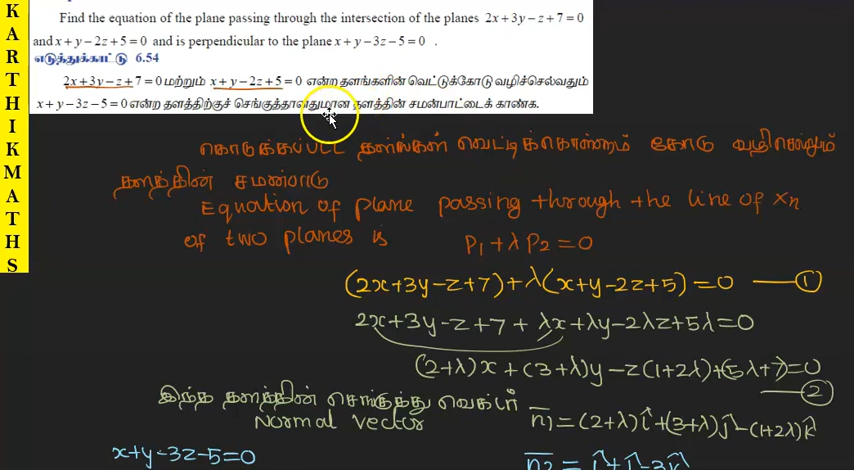 KARTHIKMATHS
Find the equation of the plane passing through the intersection of the planes 2x+3y−z+7=0
and x+y−2z+5=0 and is perpendicular to the plane x+y−3z−5=0 .
எடுத்துக்காட்டு 6.54
2x+3y−z+7=0 மற்றும் x+y−2z+5=0 என்ற தளங்களின் வெட்டுக்கோடு வழிச்செல்வதும்
x+y−3z−5=0 என்ற தளத்திற்குச் செங்குத்தானதுமான தளத்தின் சமன்பாட்டைக் காண்க.
கொடுக்கப்பட்ட தளங்கள் வெட்டிக்கொள்ளும் கோடு வழி செல்லும்
தளத்தின் சமன்பாடு
Equation of plane passing through the line of xn
of two planes is P₁+λP₂=0
(2x+3y−z+7)+λ(x+y−2z+5)=0 —①
2x+3y−z+7+λx+λy−2λz+5λ=0
(2+λ)x+(3+λ)y−z(1+2λ)+(5λ+7)=0
—②
இந்த தளத்தின் செங்குத்து வெக்டர்
Normal vector n̄₁=(2+λ)î+(3+λ)ĵ−(1+2λ)k̂
x+y−3z−5=0 n̄₂=î+ĵ−3k̂